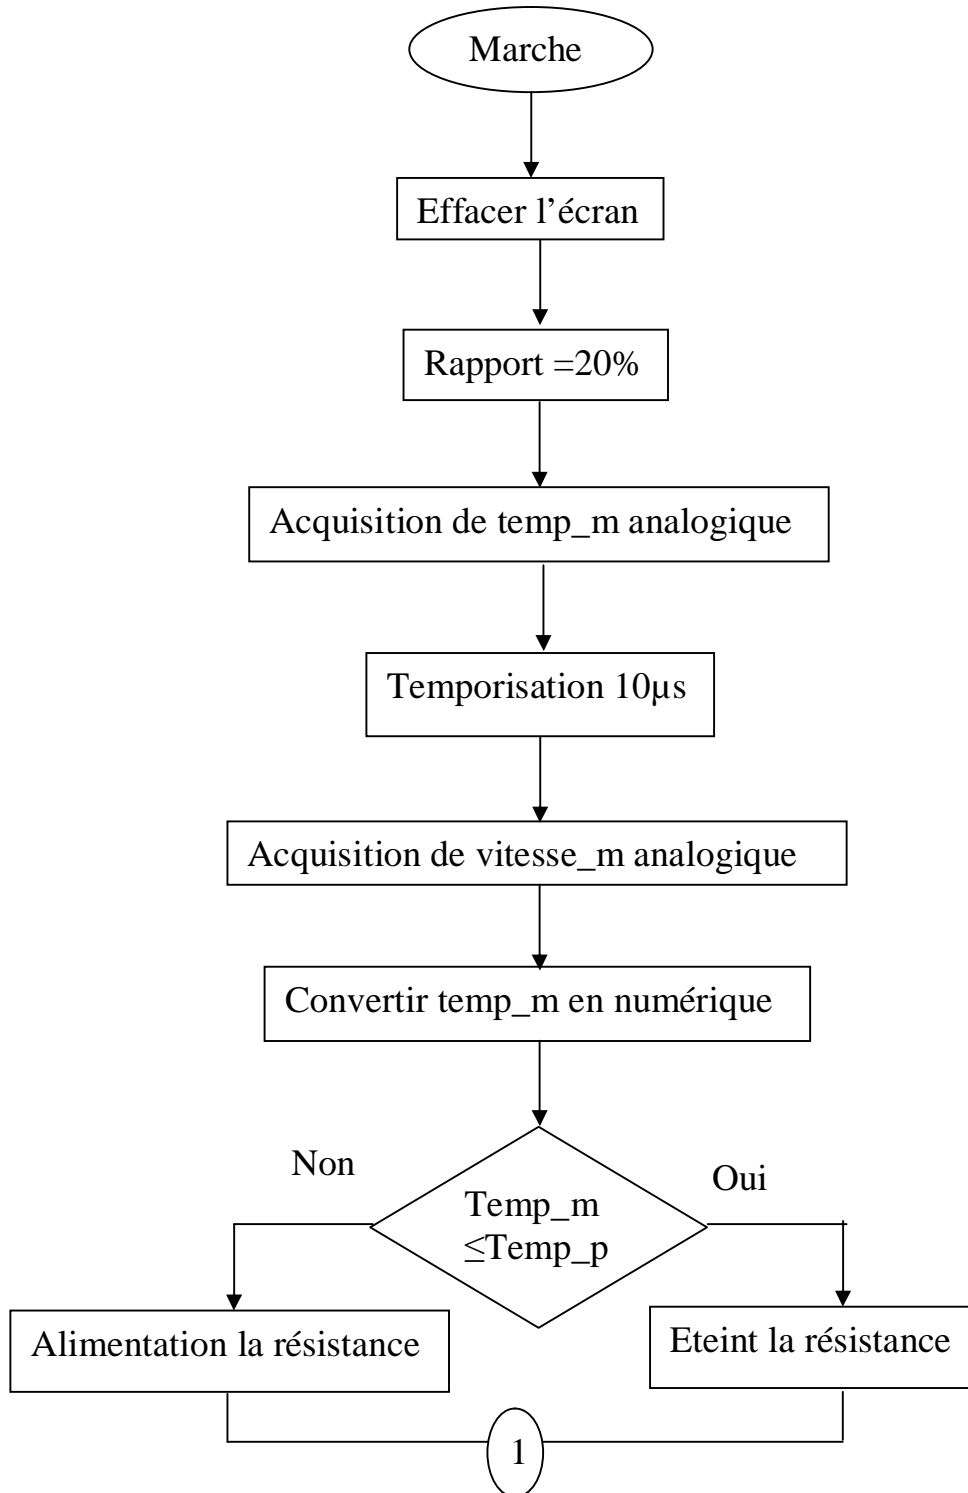 Marche
Effacer l’écran
Rapport =20%
Acquisition de temp_m analogique
Temporisation 10µs
Acquisition de vitesse_m analogique
Convertir temp_m en numérique
Non
Oui
Temp_m
≤Temp_p
Alimentation la résistance
Eteint la résistance
1